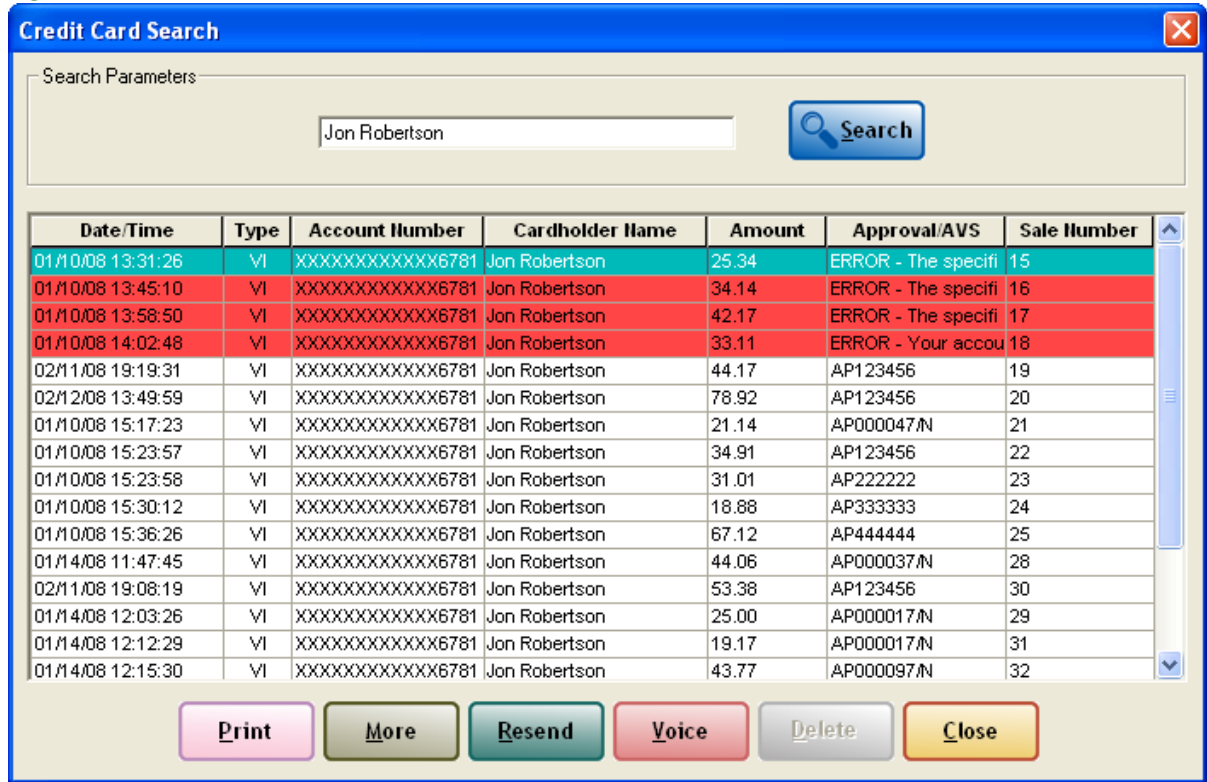 Credit Card Search
Search Parameters
Jon Robertson Search
Date/Time Type Account Number Cardholder Name Amount Approval/AVS Sale Number
01/10/08 13:31:26 VI XXXXXXXXXXXX6781 Jon Robertson 25.34 ERROR - The specifi 15
01/10/08 13:45:10 VI XXXXXXXXXXXX6781 Jon Robertson 34.14 ERROR - The specifi 16
01/10/08 13:58:50 VI XXXXXXXXXXXX6781 Jon Robertson 42.17 ERROR - The specifi 17
01/10/08 14:02:48 VI XXXXXXXXXXXX6781 Jon Robertson 33.11 ERROR - Your accou 18
02/11/08 19:19:31 VI XXXXXXXXXXXX6781 Jon Robertson 44.17 AP123456 19
02/12/08 13:49:59 VI XXXXXXXXXXXX6781 Jon Robertson 78.92 AP123456 20
01/10/08 15:17:23 VI XXXXXXXXXXXX6781 Jon Robertson 21.14 AP000047/N 21
01/10/08 15:23:57 VI XXXXXXXXXXXX6781 Jon Robertson 34.91 AP123456 22
01/10/08 15:23:58 VI XXXXXXXXXXXX6781 Jon Robertson 31.01 AP222222 23
01/10/08 15:30:12 VI XXXXXXXXXXXX6781 Jon Robertson 18.88 AP333333 24
01/10/08 15:36:26 VI XXXXXXXXXXXX6781 Jon Robertson 67.12 AP444444 25
01/14/08 11:47:45 VI XXXXXXXXXXXX6781 Jon Robertson 44.06 AP000037/N 28
02/11/08 19:08:19 VI XXXXXXXXXXXX6781 Jon Robertson 53.38 AP123456 30
01/14/08 12:03:26 VI XXXXXXXXXXXX6781 Jon Robertson 25.00 AP000017/N 29
01/14/08 12:12:29 VI XXXXXXXXXXXX6781 Jon Robertson 19.17 AP000017/N 31
01/14/08 12:15:30 VI XXXXXXXXXXXX6781 Jon Robertson 43.77 AP000097/N 32
Print More Resend Voice Delete Close